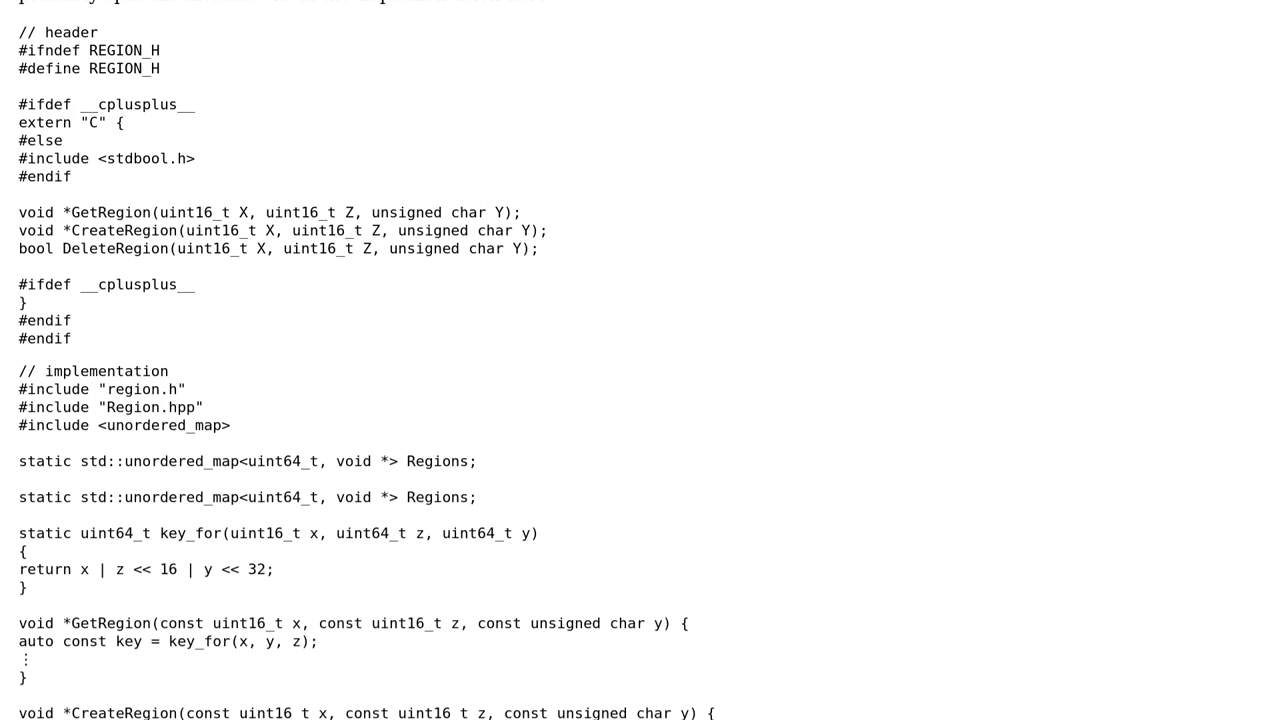 // header
#ifndef REGION_H
#define REGION_H
#ifdef __cplusplus__
extern "C" {
#else
#include <stdbool.h>
#endif
void *GetRegion(uint16_t X, uint16_t Z, unsigned char Y);
void *CreateRegion(uint16_t X, uint16_t Z, unsigned char Y);
bool DeleteRegion(uint16_t X, uint16_t Z, unsigned char Y);
#ifdef __cplusplus__
}
#endif
#endif
// implementation
#include "region.h"
#include "Region.hpp"
#include <unordered_map>
static std::unordered_map<uint64_t, void *> Regions;
static std::unordered_map<uint64_t, void *> Regions;
static uint64_t key_for(uint16_t x, uint64_t z, uint64_t y)
{
return x | z << 16 | y << 32;
}
void *GetRegion(const uint16_t x, const uint16_t z, const unsigned char y) {
auto const key = key_for(x, y, z);
⋮
}
void *CreateRegion(const uint16_t x, const uint16_t z, const unsigned char y) {